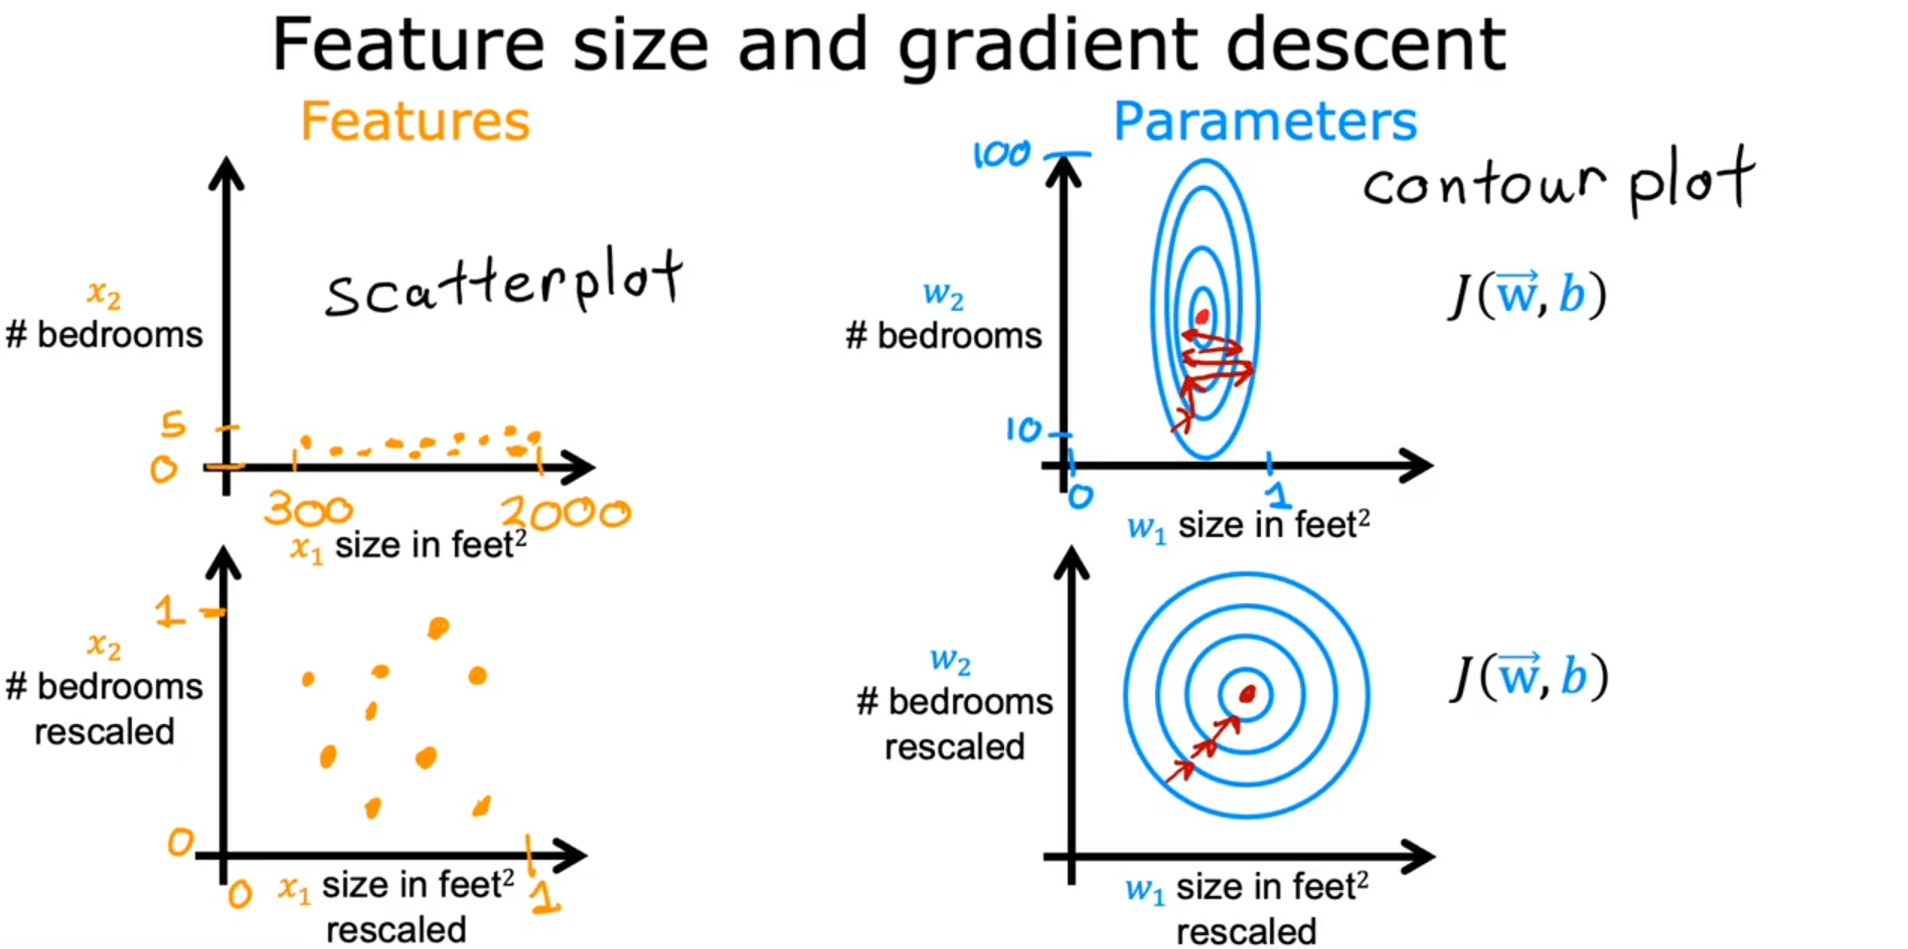 Feature size and gradient descent
Features
scatterplot
x₂
# bedrooms
5
0
300
2000
x₁ size in feet²
1
x₂
# bedrooms
rescaled
0
0
x₁ size in feet²
1
rescaled
Parameters
100
contour plot
w₂
# bedrooms
J(w⃗, b)
10
0
1
w₁ size in feet²
w₂
# bedrooms
rescaled
J(w⃗, b)
w₁ size in feet²
rescaled